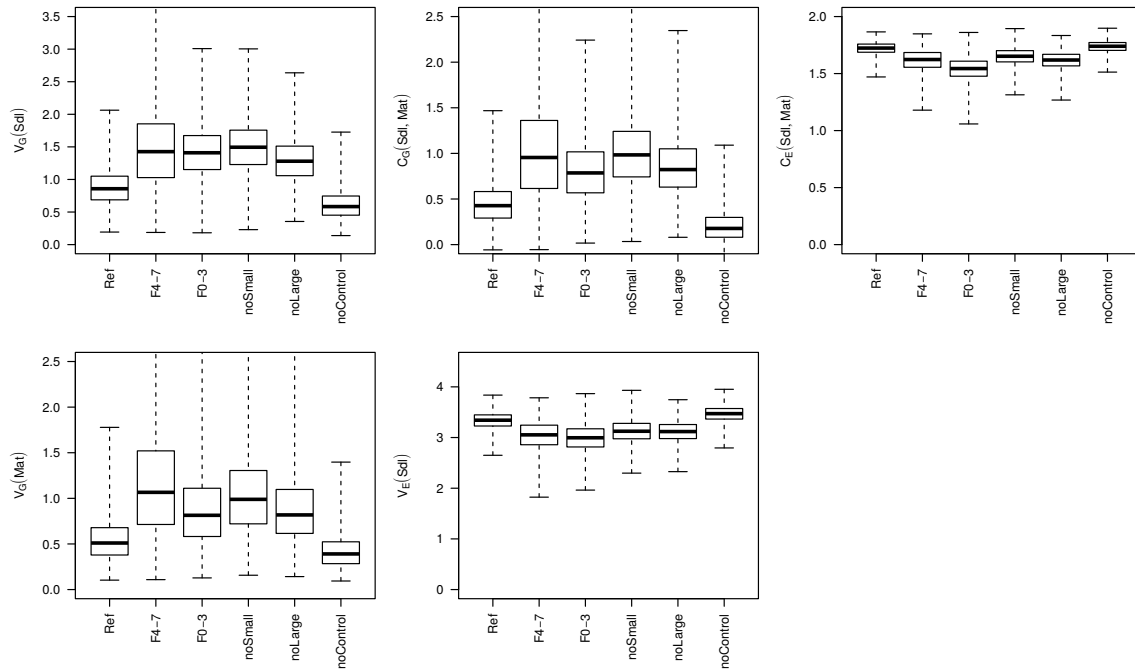 V_G(Sdl)
0.0
0.5
1.0
1.5
2.0
2.5
3.0
3.5
Ref
F4−7
F0−3
noSmall
noLarge
noControl
C_G(Sdl, Mat)
0.0
0.5
1.0
1.5
2.0
2.5
Ref
F4−7
F0−3
noSmall
noLarge
noControl
C_E(Sdl, Mat)
0.0
0.5
1.0
1.5
2.0
Ref
F4−7
F0−3
noSmall
noLarge
noControl
V_G(Mat)
0.0
0.5
1.0
1.5
2.0
2.5
Ref
F4−7
F0−3
noSmall
noLarge
noControl
V_E(Sdl)
0
1
2
3
4
Ref
F4−7
F0−3
noSmall
noLarge
noControl